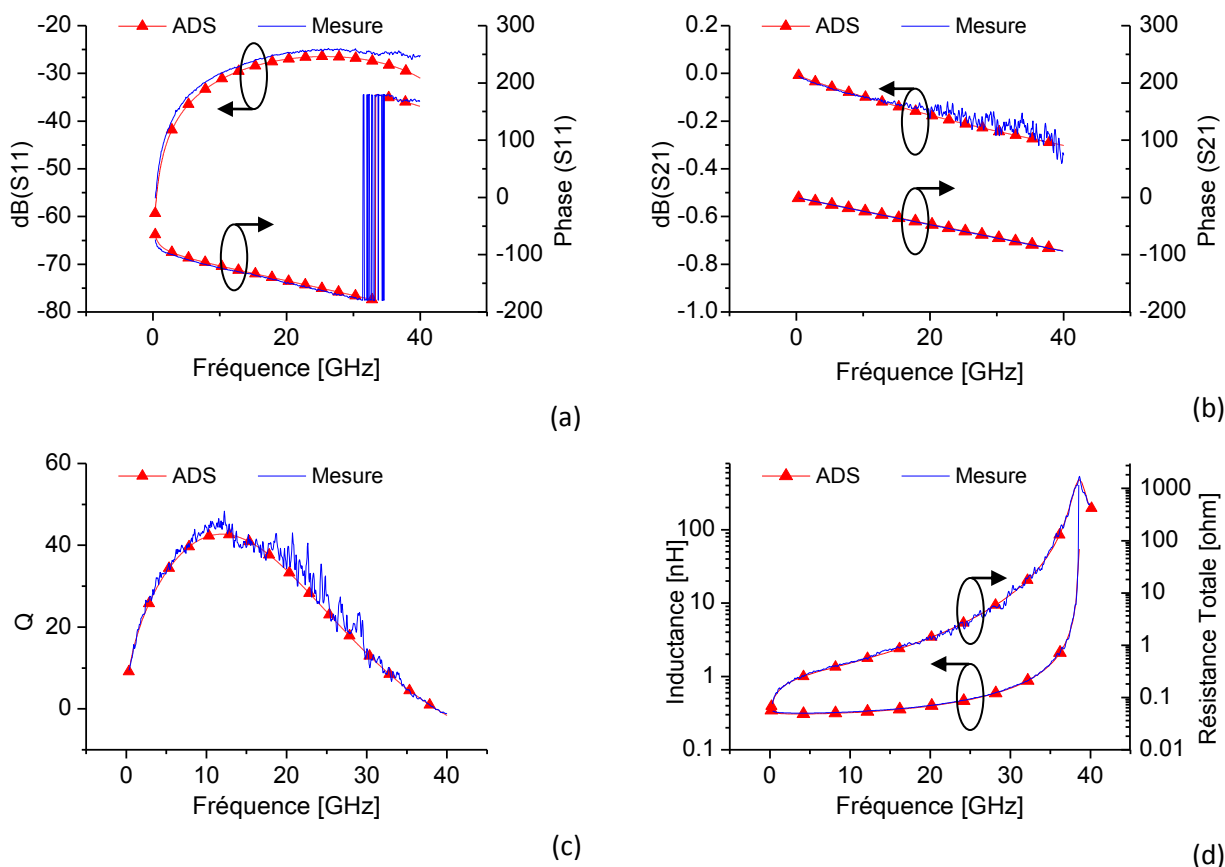 ADS Mesure
-20
-30
-40
-50
-60
-70
-80
dB(S11)
300
200
100
0
-100
-200
Phase (S11)
0 20 40
Fréquence [GHz]
(a)
ADS Mesure
0.2
0.0
-0.2
-0.4
-0.6
-0.8
-1.0
dB(S21)
300
200
100
0
-100
-200
Phase (S21)
0 20 40
Fréquence [GHz]
(b)
ADS Mesure
60
40
20
0
Q
0 10 20 30 40
Fréquence [GHz]
(c)
ADS Mesure
100
10
1
0.1
Inductance [nH]
1000
100
10
1
0.1
0.01
Résistance Totale [ohm]
0 10 20 30 40
Fréquence [GHz]
(d)